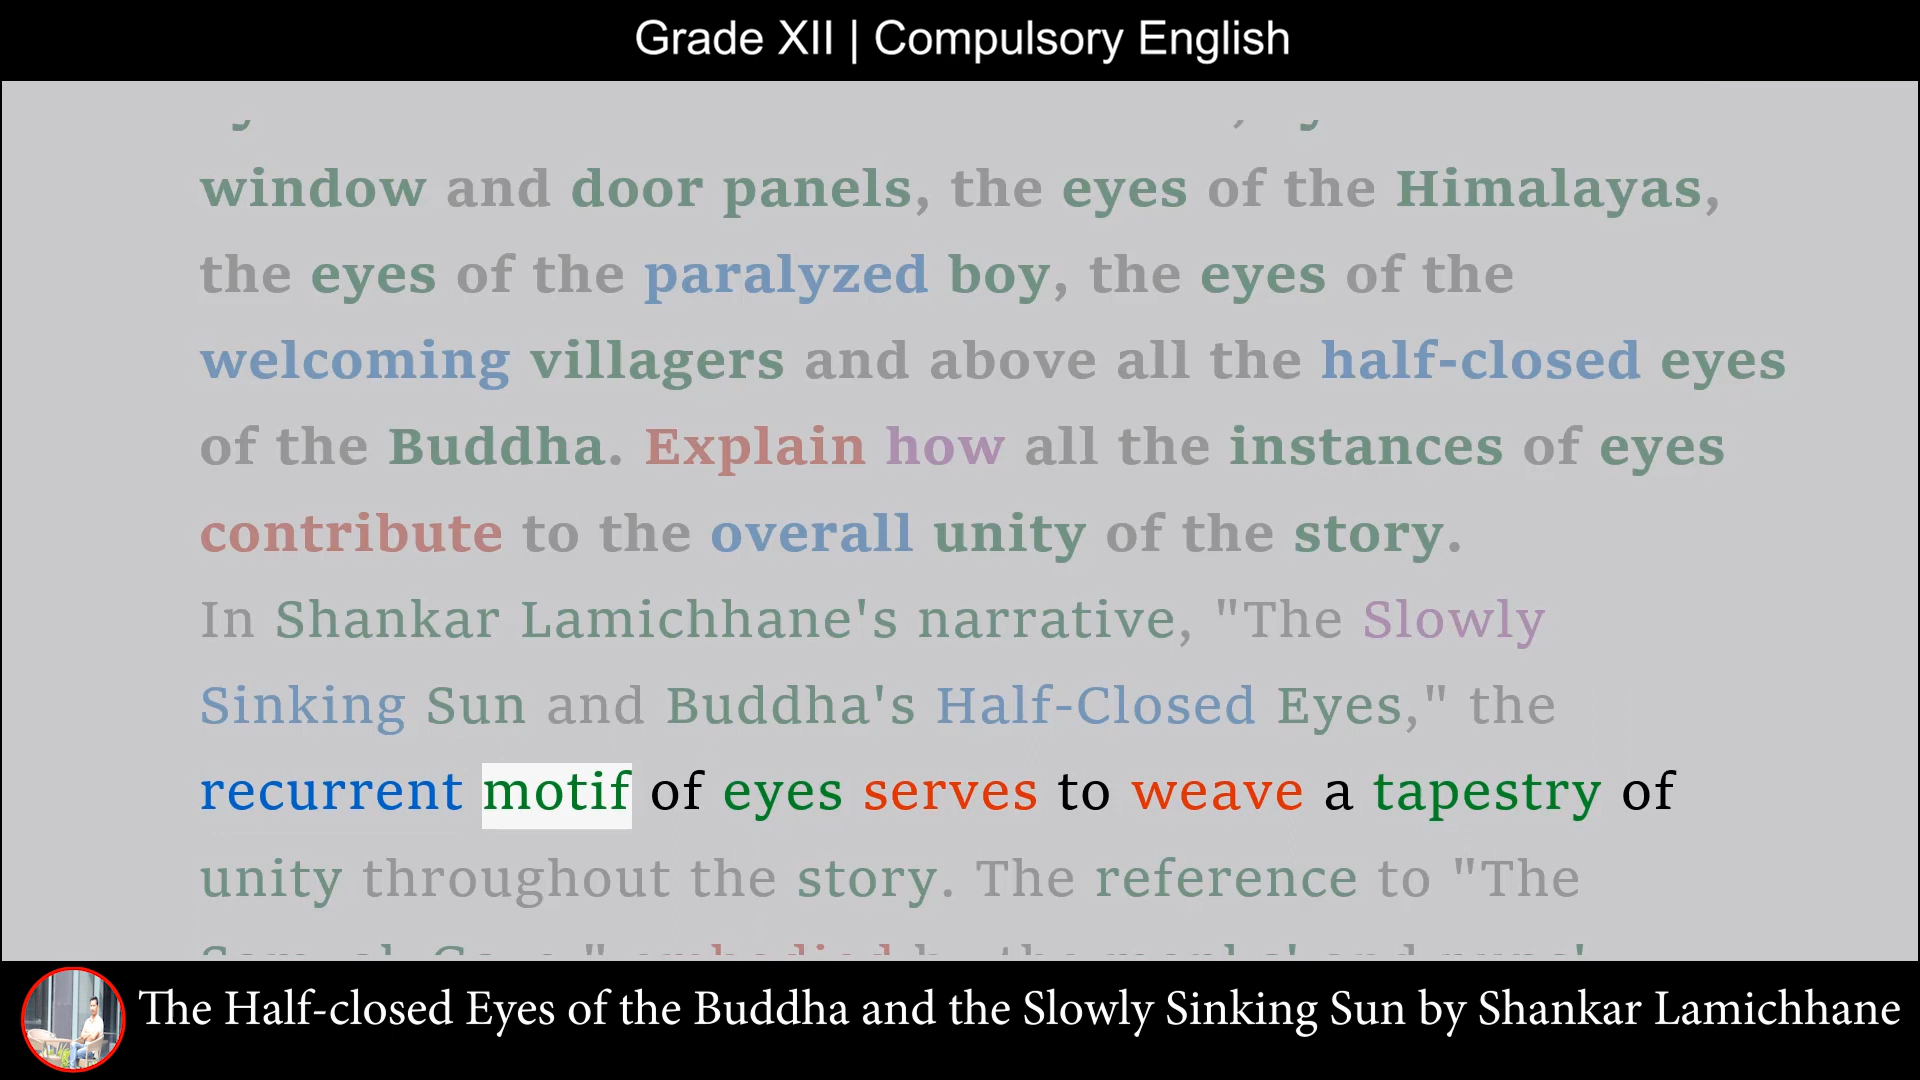 Grade XII | Compulsory English
window and door panels, the eyes of the Himalayas,
the eyes of the paralyzed boy, the eyes of the
welcoming villagers and above all the half-closed eyes
of the Buddha. Explain how all the instances of eyes
contribute to the overall unity of the story.
In Shankar Lamichhane's narrative, "The Slowly
Sinking Sun and Buddha's Half-Closed Eyes," the
recurrent motif of eyes serves to weave a tapestry of
unity throughout the story. The reference to "The
The Half-closed Eyes of the Buddha and the Slowly Sinking Sun by Shankar Lamichhane